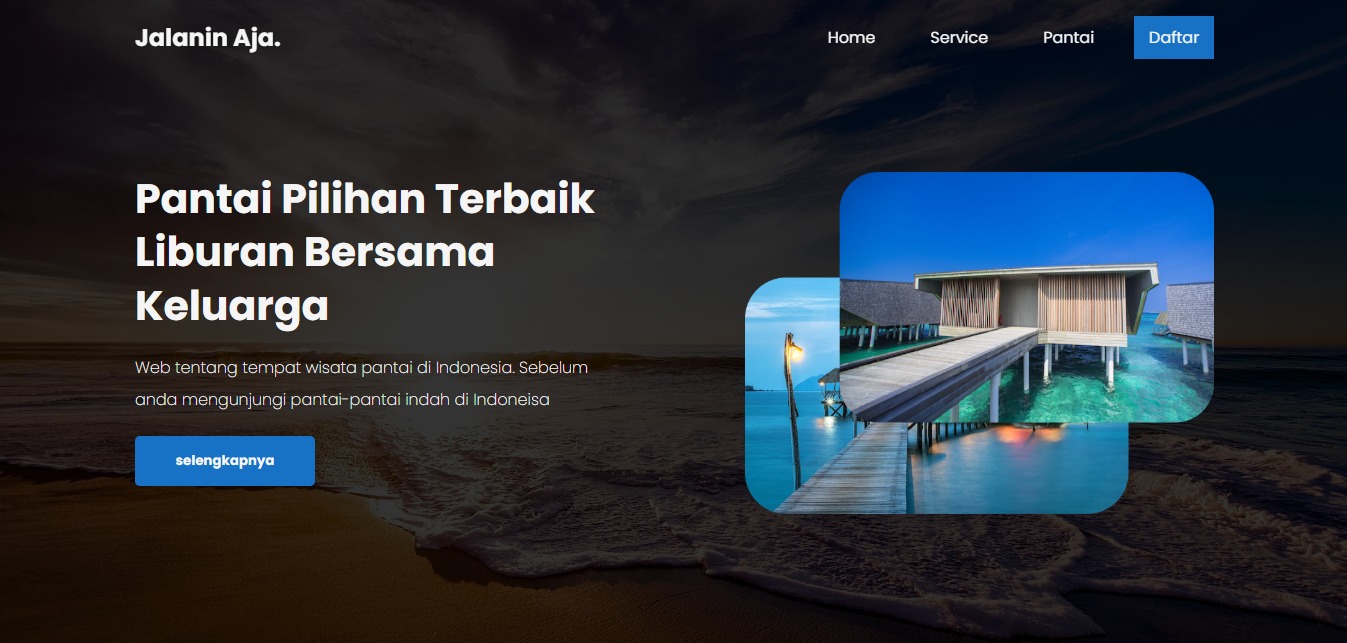 Jalanin Aja.
Home Service Pantai Daftar
Pantai Pilihan Terbaik
Liburan Bersama
Keluarga
Web tentang tempat wisata pantai di Indonesia. Sebelum
anda mengunjungi pantai-pantai indah di Indoneisa
selengkapnya